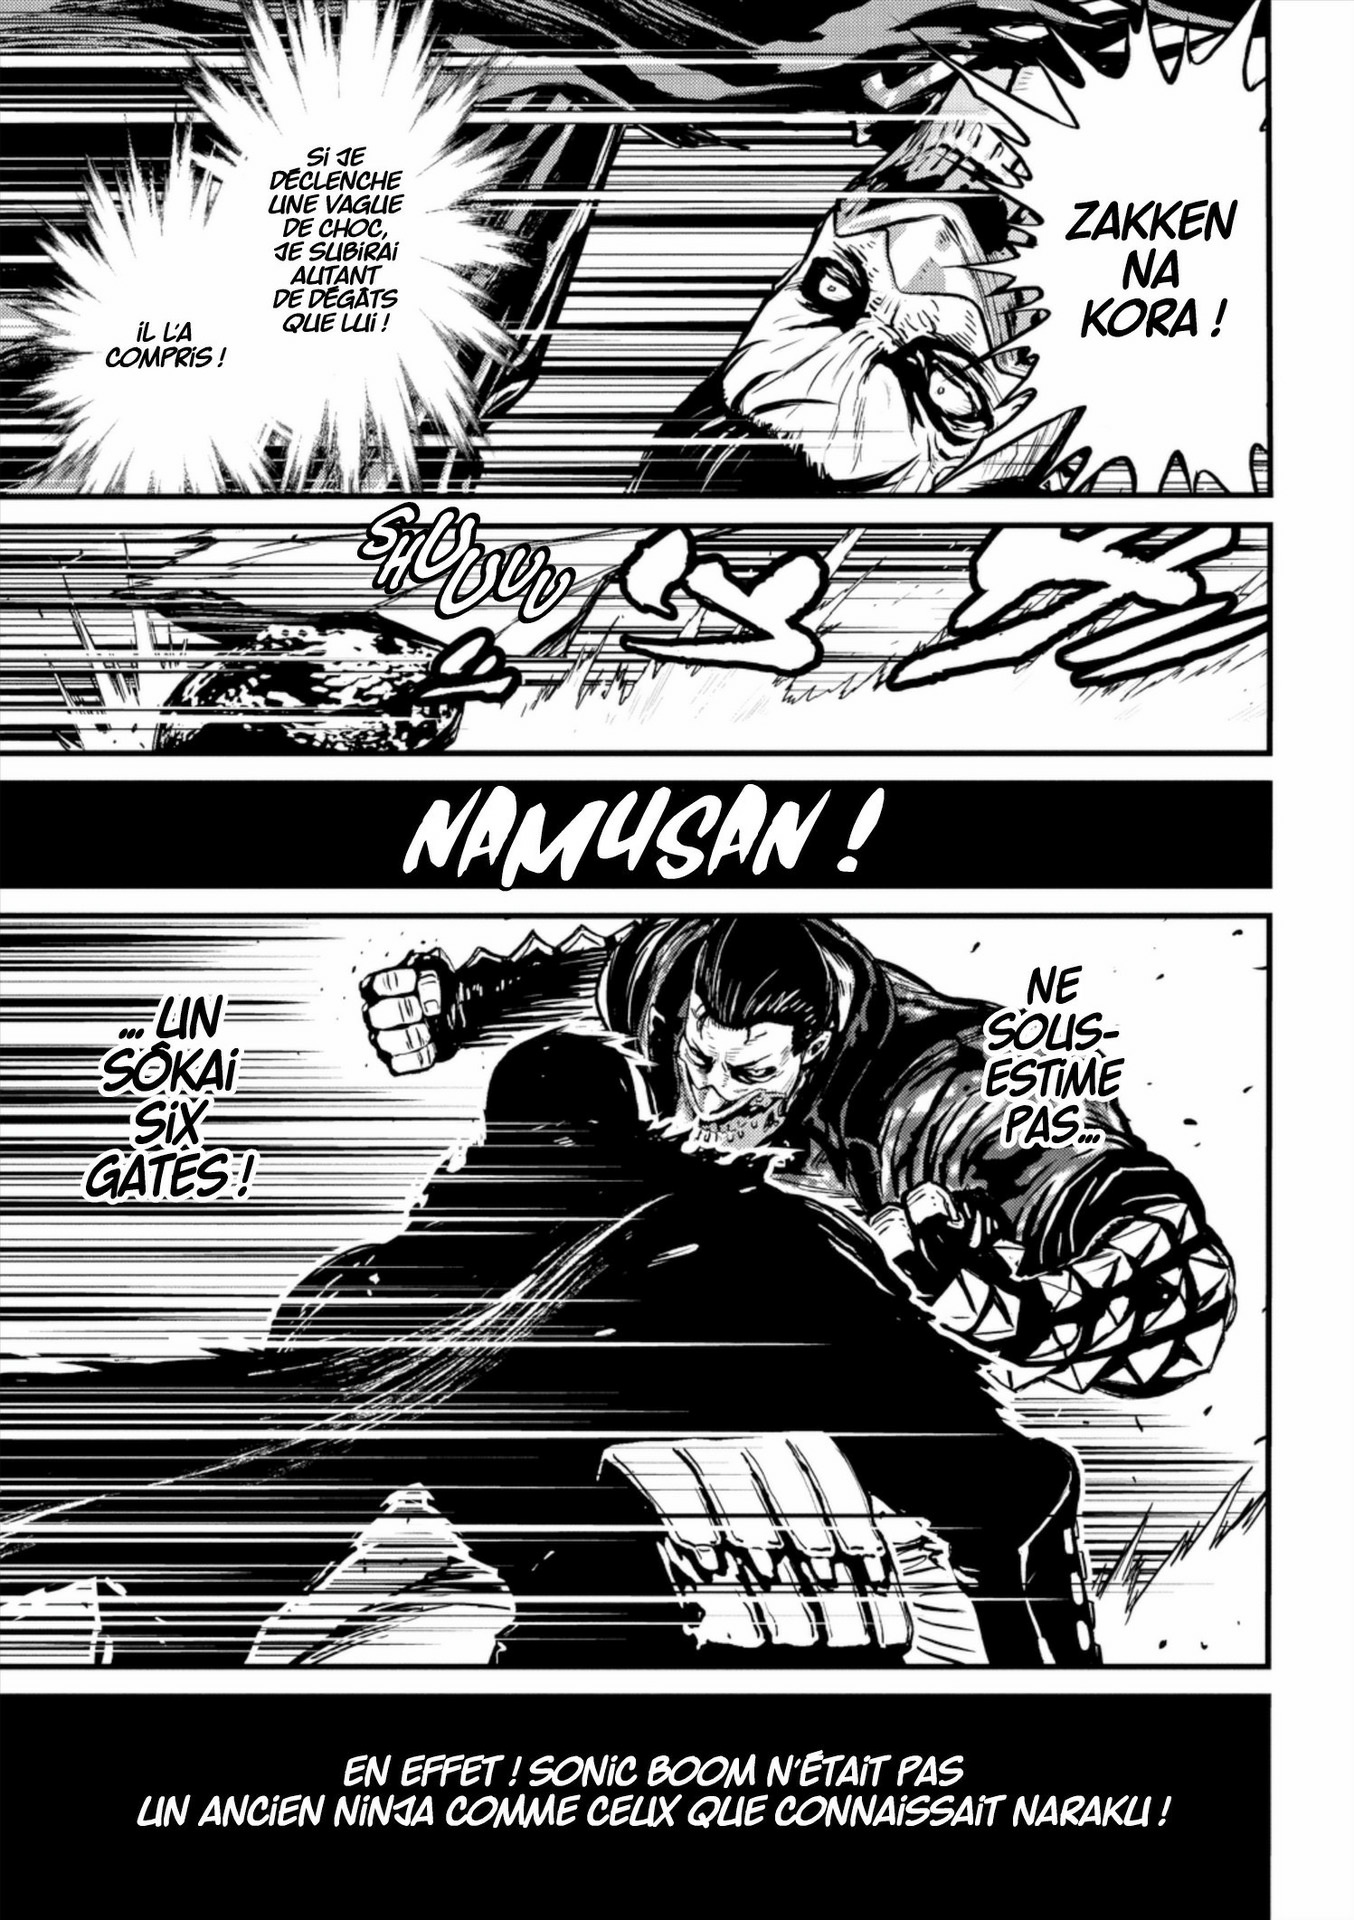 ZAKKEN
NA
KORA !
SI JE
DÉCLENCHE
UNE VAGUE
DE CHOC,
JE SUBIRAI
AUTANT
DE DÉGÂTS
QUE LUI !
IL L'A
COMPRIS !
SHUUUUU
NAMUSAN !
NE
SOUS-
ESTIME
PAS...
... UN
SÔKAI
SIX
GATES !
EN EFFET ! SONIC BOOM N'ÉTAIT PAS
UN ANCIEN NINJA COMME CEUX QUE CONNAISSAIT NARAKU !